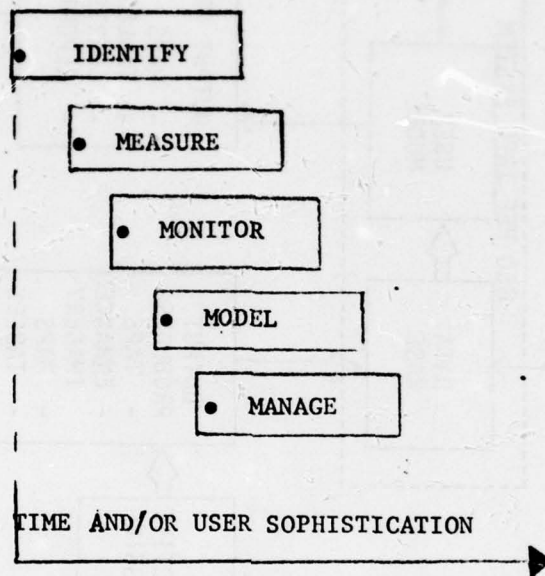 • IDENTIFY
• MEASURE
• MONITOR
• MODEL
• MANAGE
TIME AND/OR USER SOPHISTICATION